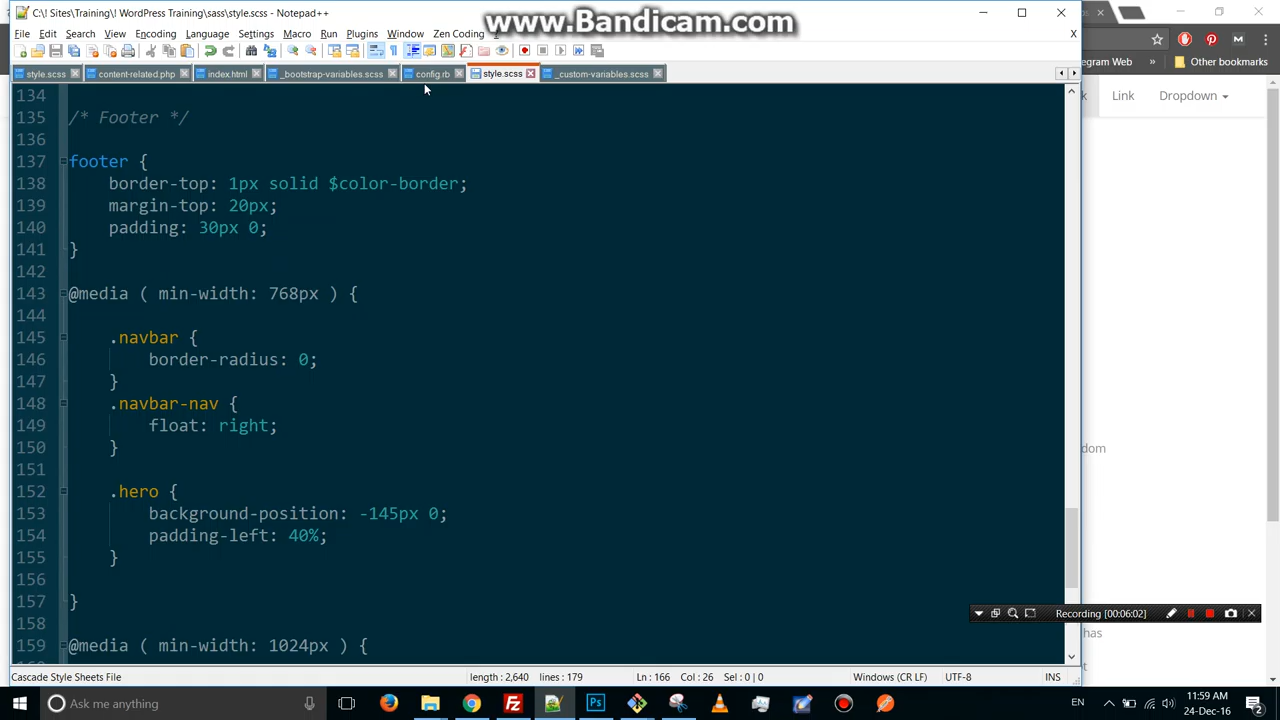 C:\! Sites\Training\! WordPress Training\sass\style.scss - Notepad++
www.Bandicam.com
File Edit Search View Encoding Language Settings Macro Run Plugins Window Zen Coding ? X
style.scss content-related.php index.html _bootstrap-variables.scss config.rb style.scss _custom-variables.scss
egram Web » Other bookmarks
k Link Dropdown
134
135 /* Footer */
136
137 footer {
138 border-top: 1px solid $color-border;
139 margin-top: 20px;
140 padding: 30px 0;
141 }
142
143 @media ( min-width: 768px ) {
144
145 .navbar {
146 border-radius: 0;
147 }
148 .navbar-nav {
149 float: right;
150 }
151
152 .hero {
153 background-position: -145px 0;
154 padding-left: 40%;
155 }
156
157 }
158
159 @media ( min-width: 1024px ) {
dom
Recording [00:06:02]
has
t
Cascade Style Sheets File length : 2,640 lines : 179 Ln : 166 Col : 26 Sel : 0 | 0 Windows (CR LF) UTF-8 INS
Ask me anything
EN
11:59 AM
24-Dec-16
2